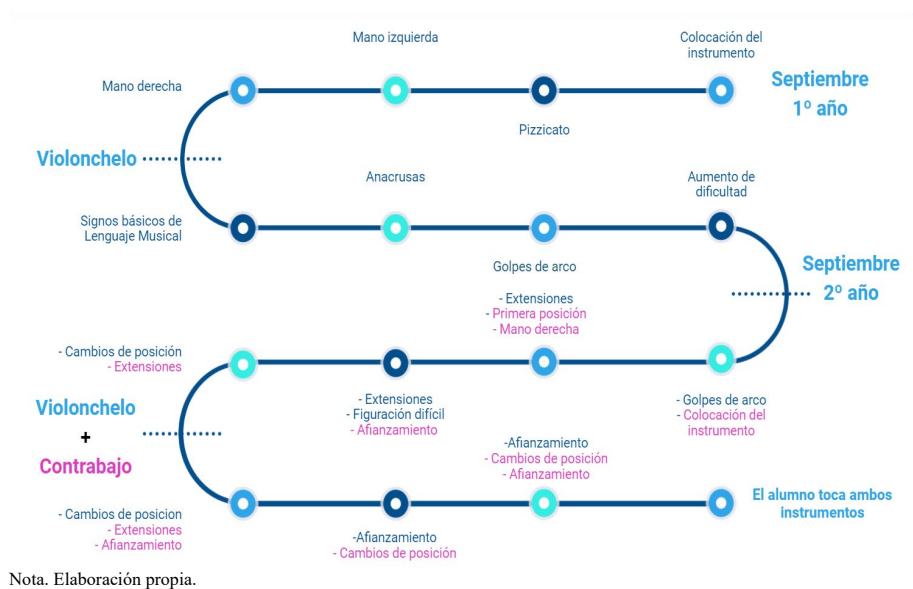 Mano izquierda
Colocación del
instrumento
Mano derecha
Septiembre
1º año
Pizzicato
Violonchelo
Anacrusas
Aumento de
dificultad
Signos básicos de
Lenguaje Musical
Golpes de arco
Septiembre
2º año
- Extensiones
- Primera posición
- Mano derecha
- Cambios de posición
- Extensiones
- Extensiones
- Figuración difícil
- Afianzamiento
- Golpes de arco
- Colocación del
instrumento
Violonchelo
+
Contrabajo
-Afianzamiento
- Cambios de posición
- Afianzamiento
El alumno toca ambos
instrumentos
- Cambios de posicion
- Extensiones
- Afianzamiento
-Afianzamiento
- Cambios de posición
Nota. Elaboración propia.